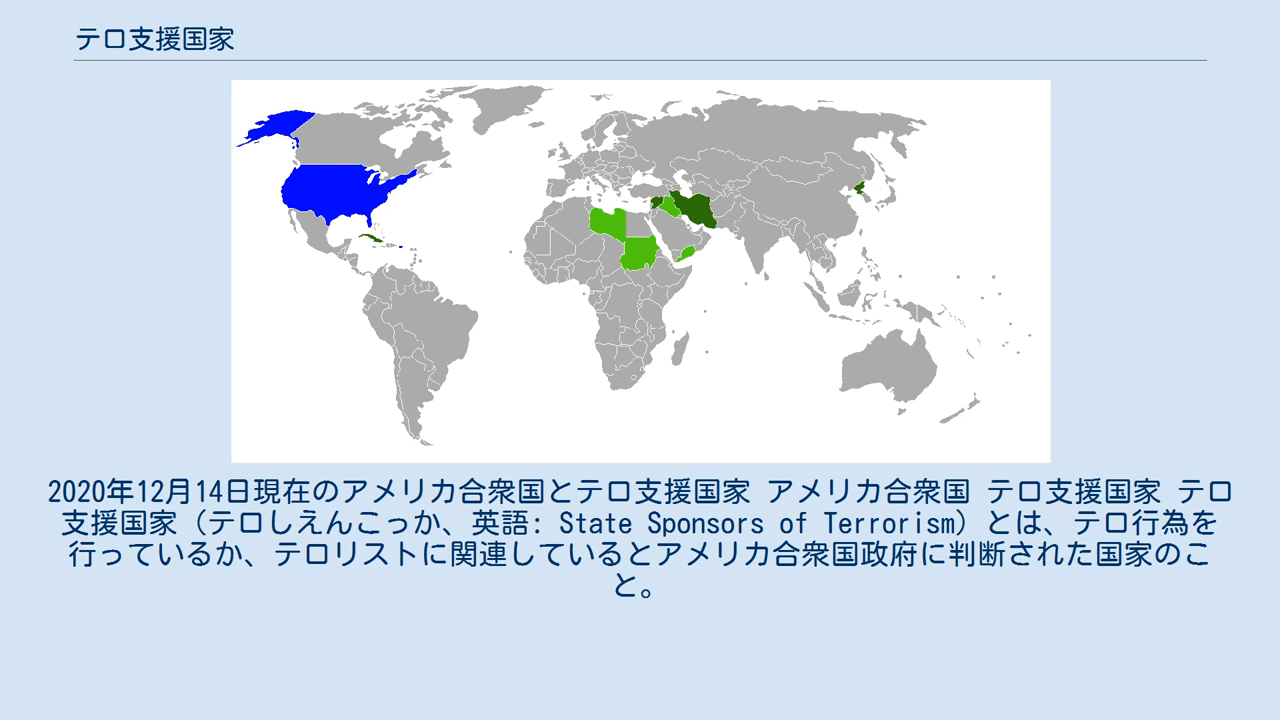 テロ支援国家
2020年12月14日現在のアメリカ合衆国とテロ支援国家 アメリカ合衆国 テロ支援国家 テロ
支援国家（テロしえんこっか、英語: State Sponsors of Terrorism）とは、テロ行為を
行っているか、テロリストに関連しているとアメリカ合衆国政府に判断された国家のこ
と。